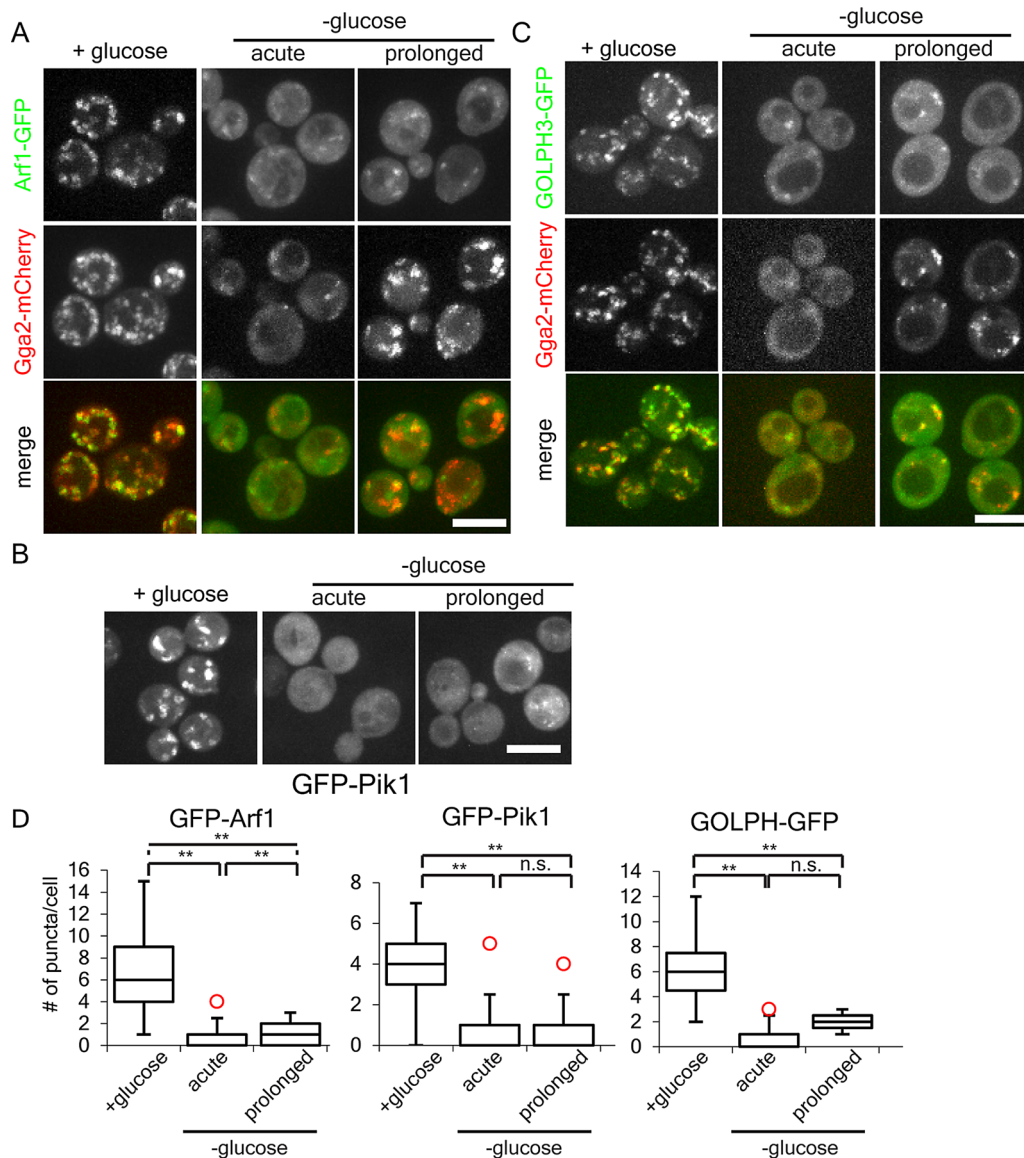 A
+ glucose
-glucose
acute
prolonged
Arf1-GFP
Gga2-mCherry
merge
C
+ glucose
-glucose
acute
prolonged
GOLPH3-GFP
Gga2-mCherry
merge
B
+ glucose
-glucose
acute
prolonged
GFP-Pik1
D
GFP-Arf1
**
**
**
# of puncta/cell
16
14
12
10
8
6
4
2
0
+glucose
acute
prolonged
-glucose
GFP-Pik1
**
**
n.s.
8
6
4
2
0
+glucose
acute
prolonged
-glucose
GOLPH-GFP
**
**
n.s.
14
12
10
8
6
4
2
0
+glucose
acute
prolonged
-glucose